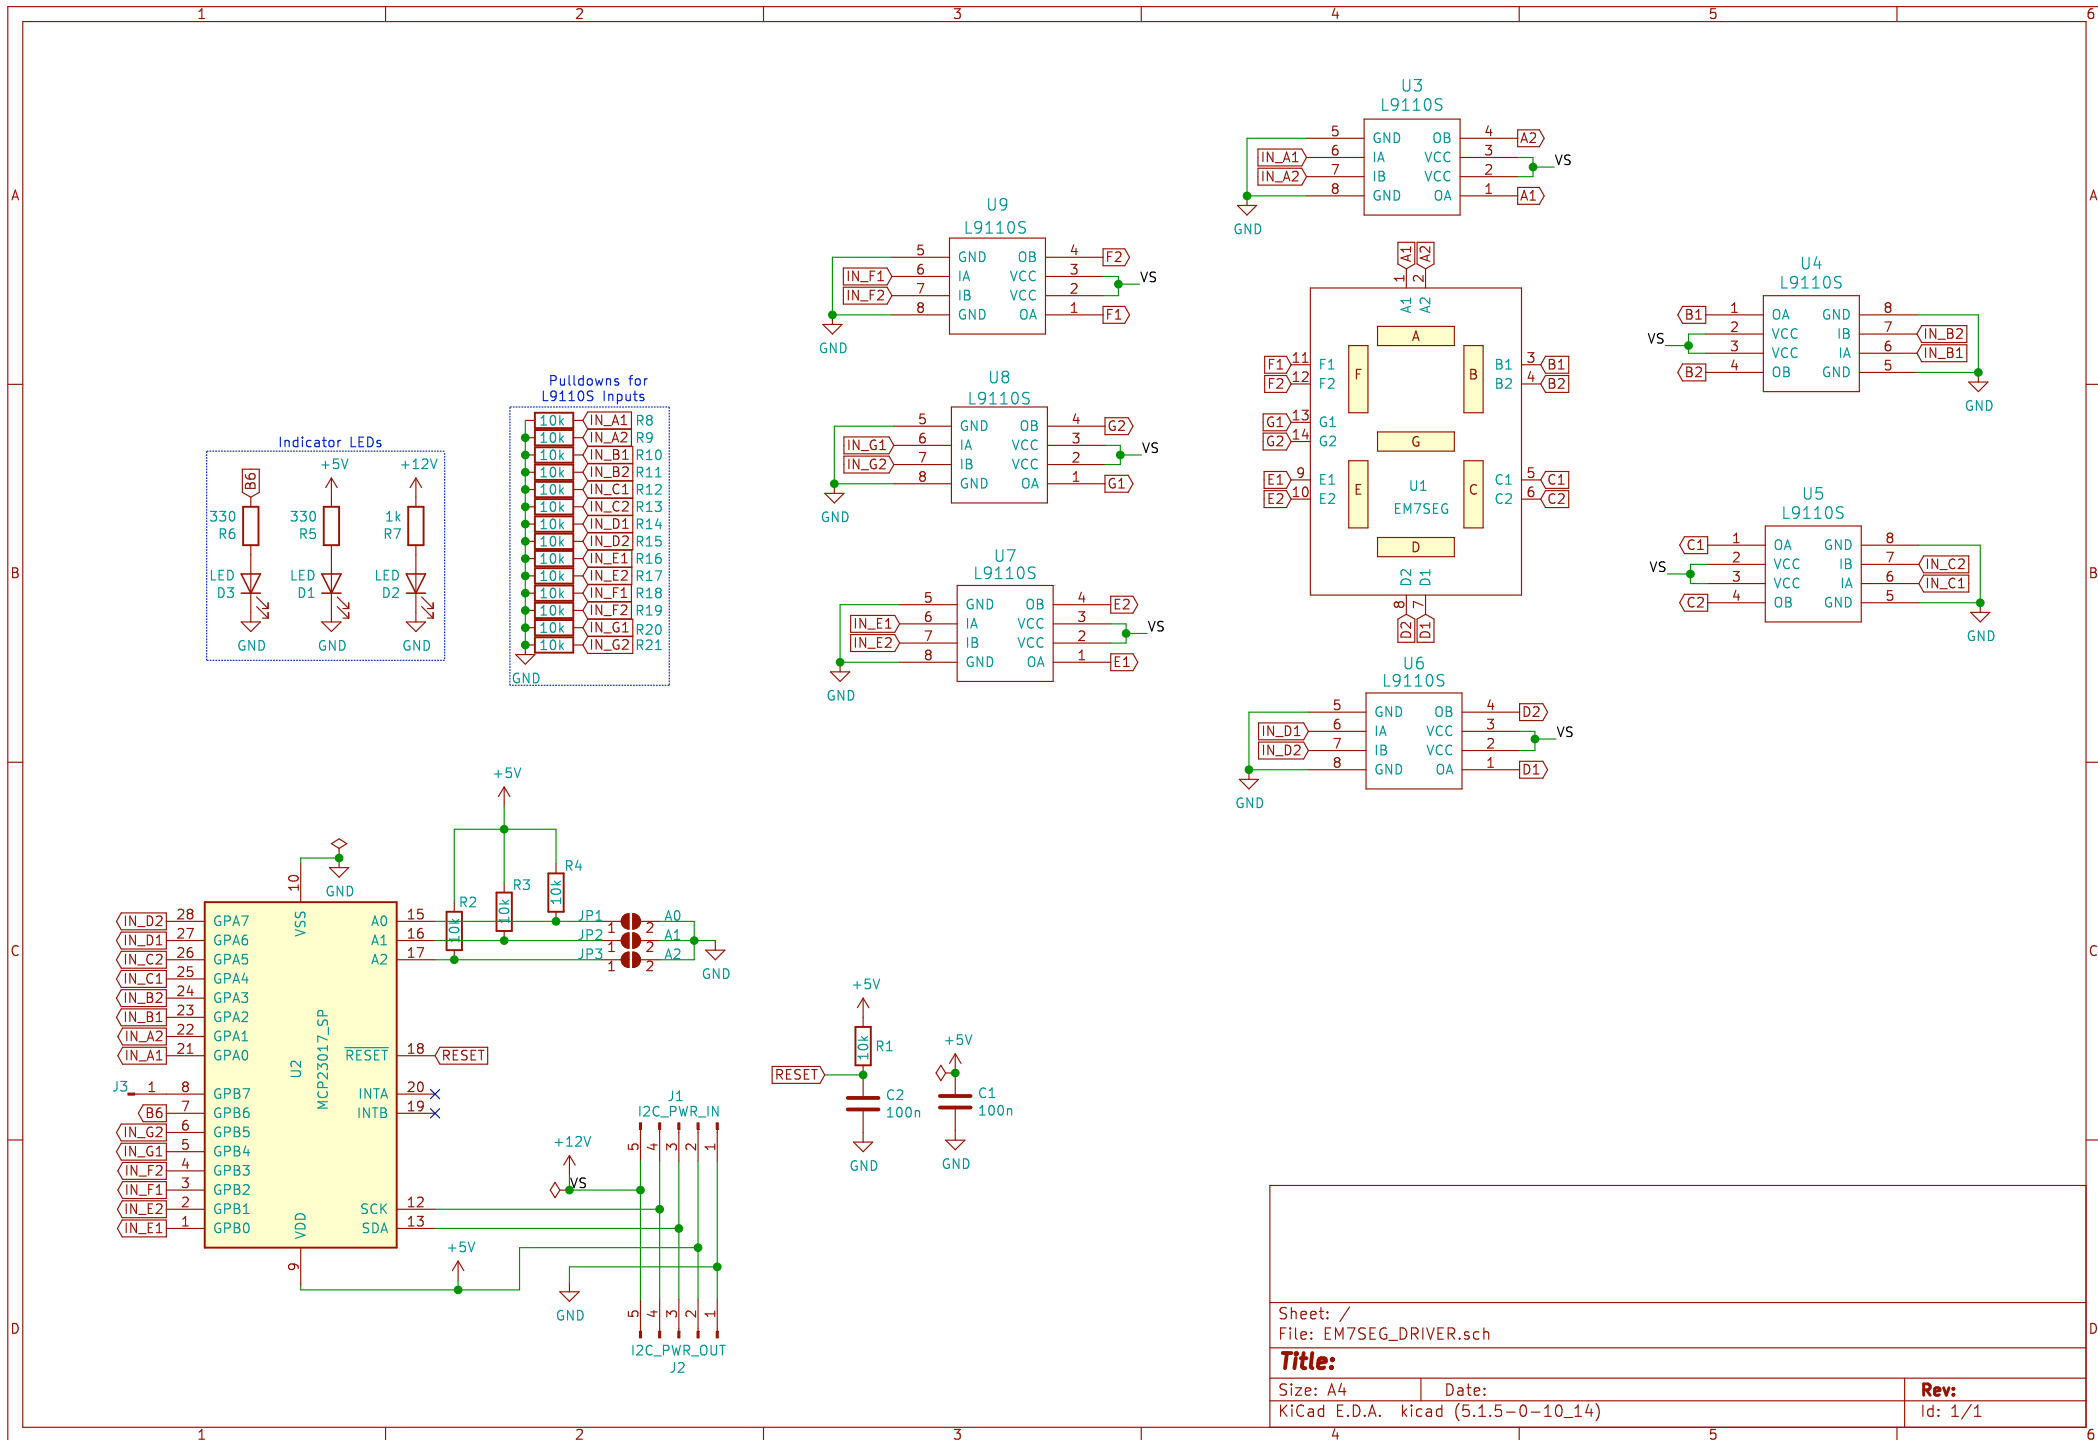 1 2 3 4 5 6
A
B
C
D
U3
L9110S
5 GND OB 4 A2
IN_A1 6 IA VCC 3 VS
IN_A2 7 IB VCC 2
8 GND OA 1 A1
GND
U9
L9110S
5 GND OB 4 F2
IN_F1 6 IA VCC 3 VS
IN_F2 7 IB VCC 2
8 GND OA 1 F1
GND
U8
L9110S
5 GND OB 4 G2
IN_G1 6 IA VCC 3 VS
IN_G2 7 IB VCC 2
8 GND OA 1 G1
GND
U7
L9110S
5 GND OB 4 E2
IN_E1 6 IA VCC 3 VS
IN_E2 7 IB VCC 2
8 GND OA 1 E1
GND
A1 A2
1 2
A1 A2
A
F1 11 F1 F B B1 3 B1
F2 12 F2 B2 4 B2
G1 13 G1
G2 14 G2 G
E1 9 E1 E C C1 5 C1
E2 10 E2 C2 6 C2
U1
EM7SEG
D
D2 D1
8 7
D2 D1
U4
L9110S
B1 1 OA GND 8
VS 2 VCC IB 7 IN_B2
3 VCC IA 6 IN_B1
B2 4 OB GND 5
GND
U5
L9110S
C1 1 OA GND 8
VS 2 VCC IB 7 IN_C2
3 VCC IA 6 IN_C1
C2 4 OB GND 5
GND
U6
L9110S
5 GND OB 4 D2
IN_D1 6 IA VCC 3 VS
IN_D2 7 IB VCC 2
8 GND OA 1 D1
GND
Pulldowns for
L9110S Inputs
10k IN_A1 R8
10k IN_A2 R9
10k IN_B1 R10
10k IN_B2 R11
10k IN_C1 R12
10k IN_C2 R13
10k IN_D1 R14
10k IN_D2 R15
10k IN_E1 R16
10k IN_E2 R17
10k IN_F1 R18
10k IN_F2 R19
10k IN_G1 R20
10k IN_G2 R21
GND
Indicator LEDs
B6 +5V +12V
330 330 1k
R6 R5 R7
LED LED LED
D3 D1 D2
GND GND GND
+5V
R4
10k
R3
10k
R2
10k
GND
10
VSS
IN_D2 28 GPA7 A0 15 JP1 1 2 A0
IN_D1 27 GPA6 A1 16 JP2 1 2 A1
IN_C2 26 GPA5 A2 17 JP3 1 2 A2
GND
IN_C1 25 GPA4
IN_B2 24 GPA3
IN_B1 23 GPA2
IN_A2 22 GPA1
IN_A1 21 GPA0 RESET 18 RESET
U2
MCP23017_SP
J3 1 8 GPB7 INTA 20
B6 7 GPB6 INTB 19
IN_G2 6 GPB5
IN_G1 5 GPB4
IN_F2 4 GPB3
IN_F1 3 GPB2
IN_E2 2 GPB1 SCK 12
IN_E1 1 GPB0 SDA 13
VDD
9
+5V
J1
I2C_PWR_IN
5 4 3 2 1
+12V
VS
GND
5 4 3 2 1
I2C_PWR_OUT
J2
+5V
10k R1
RESET
C2
100n
GND
+5V
C1
100n
GND
Sheet: /
File: EM7SEG_DRIVER.sch
Title:
Size: A4 Date: Rev:
KiCad E.D.A. kicad (5.1.5-0-10_14) Id: 1/1
A
B
C
D
1 2 3 4 5 6